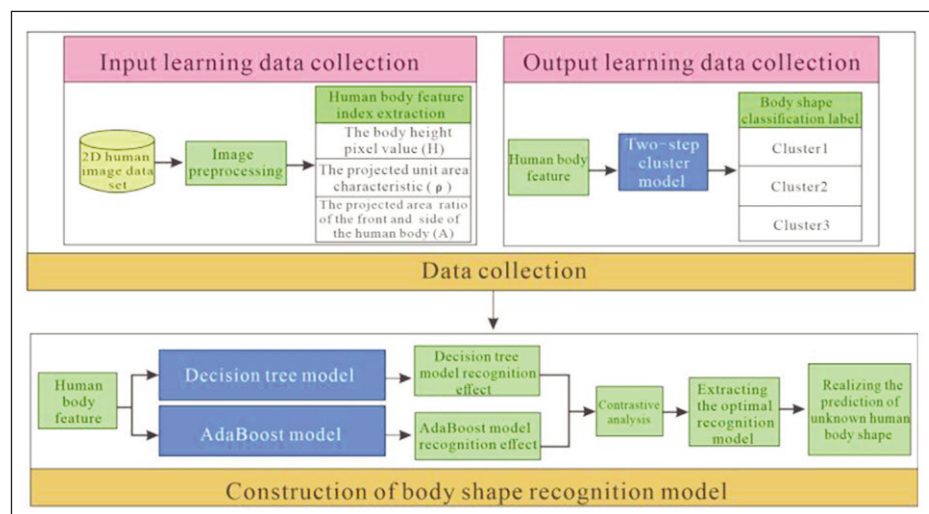 Input learning data collection
2D human
image data
set
Image
preprocessing
Human body feature
index extraction
The body height
pixel value (H)
The projected unit area
characteristic (ρ)
The projected area ratio
of the front and side of
the human body (A)
Output learning data collection
Human body
feature
Two-step
cluster
model
Body shape
classification label
Cluster1
Cluster2
Cluster3
Data collection
Human
body
feature
Decision tree model
AdaBoost model
Decision tree
model recognition
effect
AdaBoost model
recognition effect
Contrastive
analysis
Extracting
the optimal
recognition
model
Realizing the
prediction of
unknown human
body shape
Construction of body shape recognition model